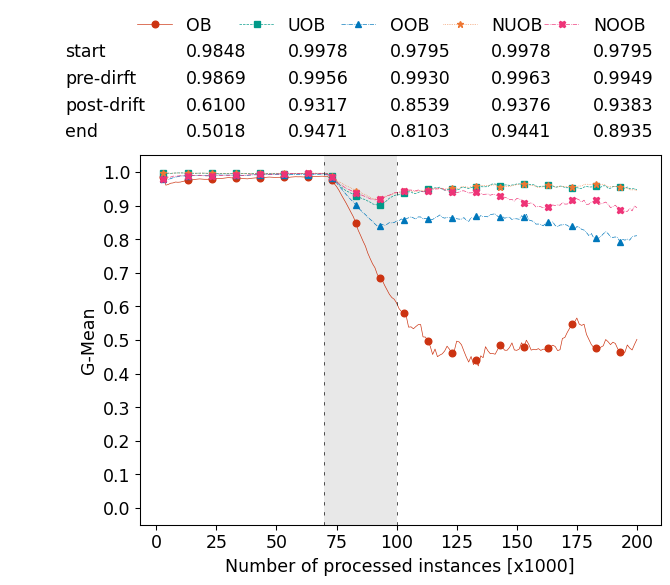 OB UOB OOB NUOB NOOB
start 0.9848 0.9978 0.9795 0.9978 0.9795
pre-dirft 0.9869 0.9956 0.9930 0.9963 0.9949
post-drift 0.6100 0.9317 0.8539 0.9376 0.9383
end 0.5018 0.9471 0.8103 0.9441 0.8935
1.0
0.9
0.8
0.7
0.6
0.5
0.4
0.3
0.2
0.1
0.0
G-Mean
0 25 50 75 100 125 150 175 200
Number of processed instances [x1000]